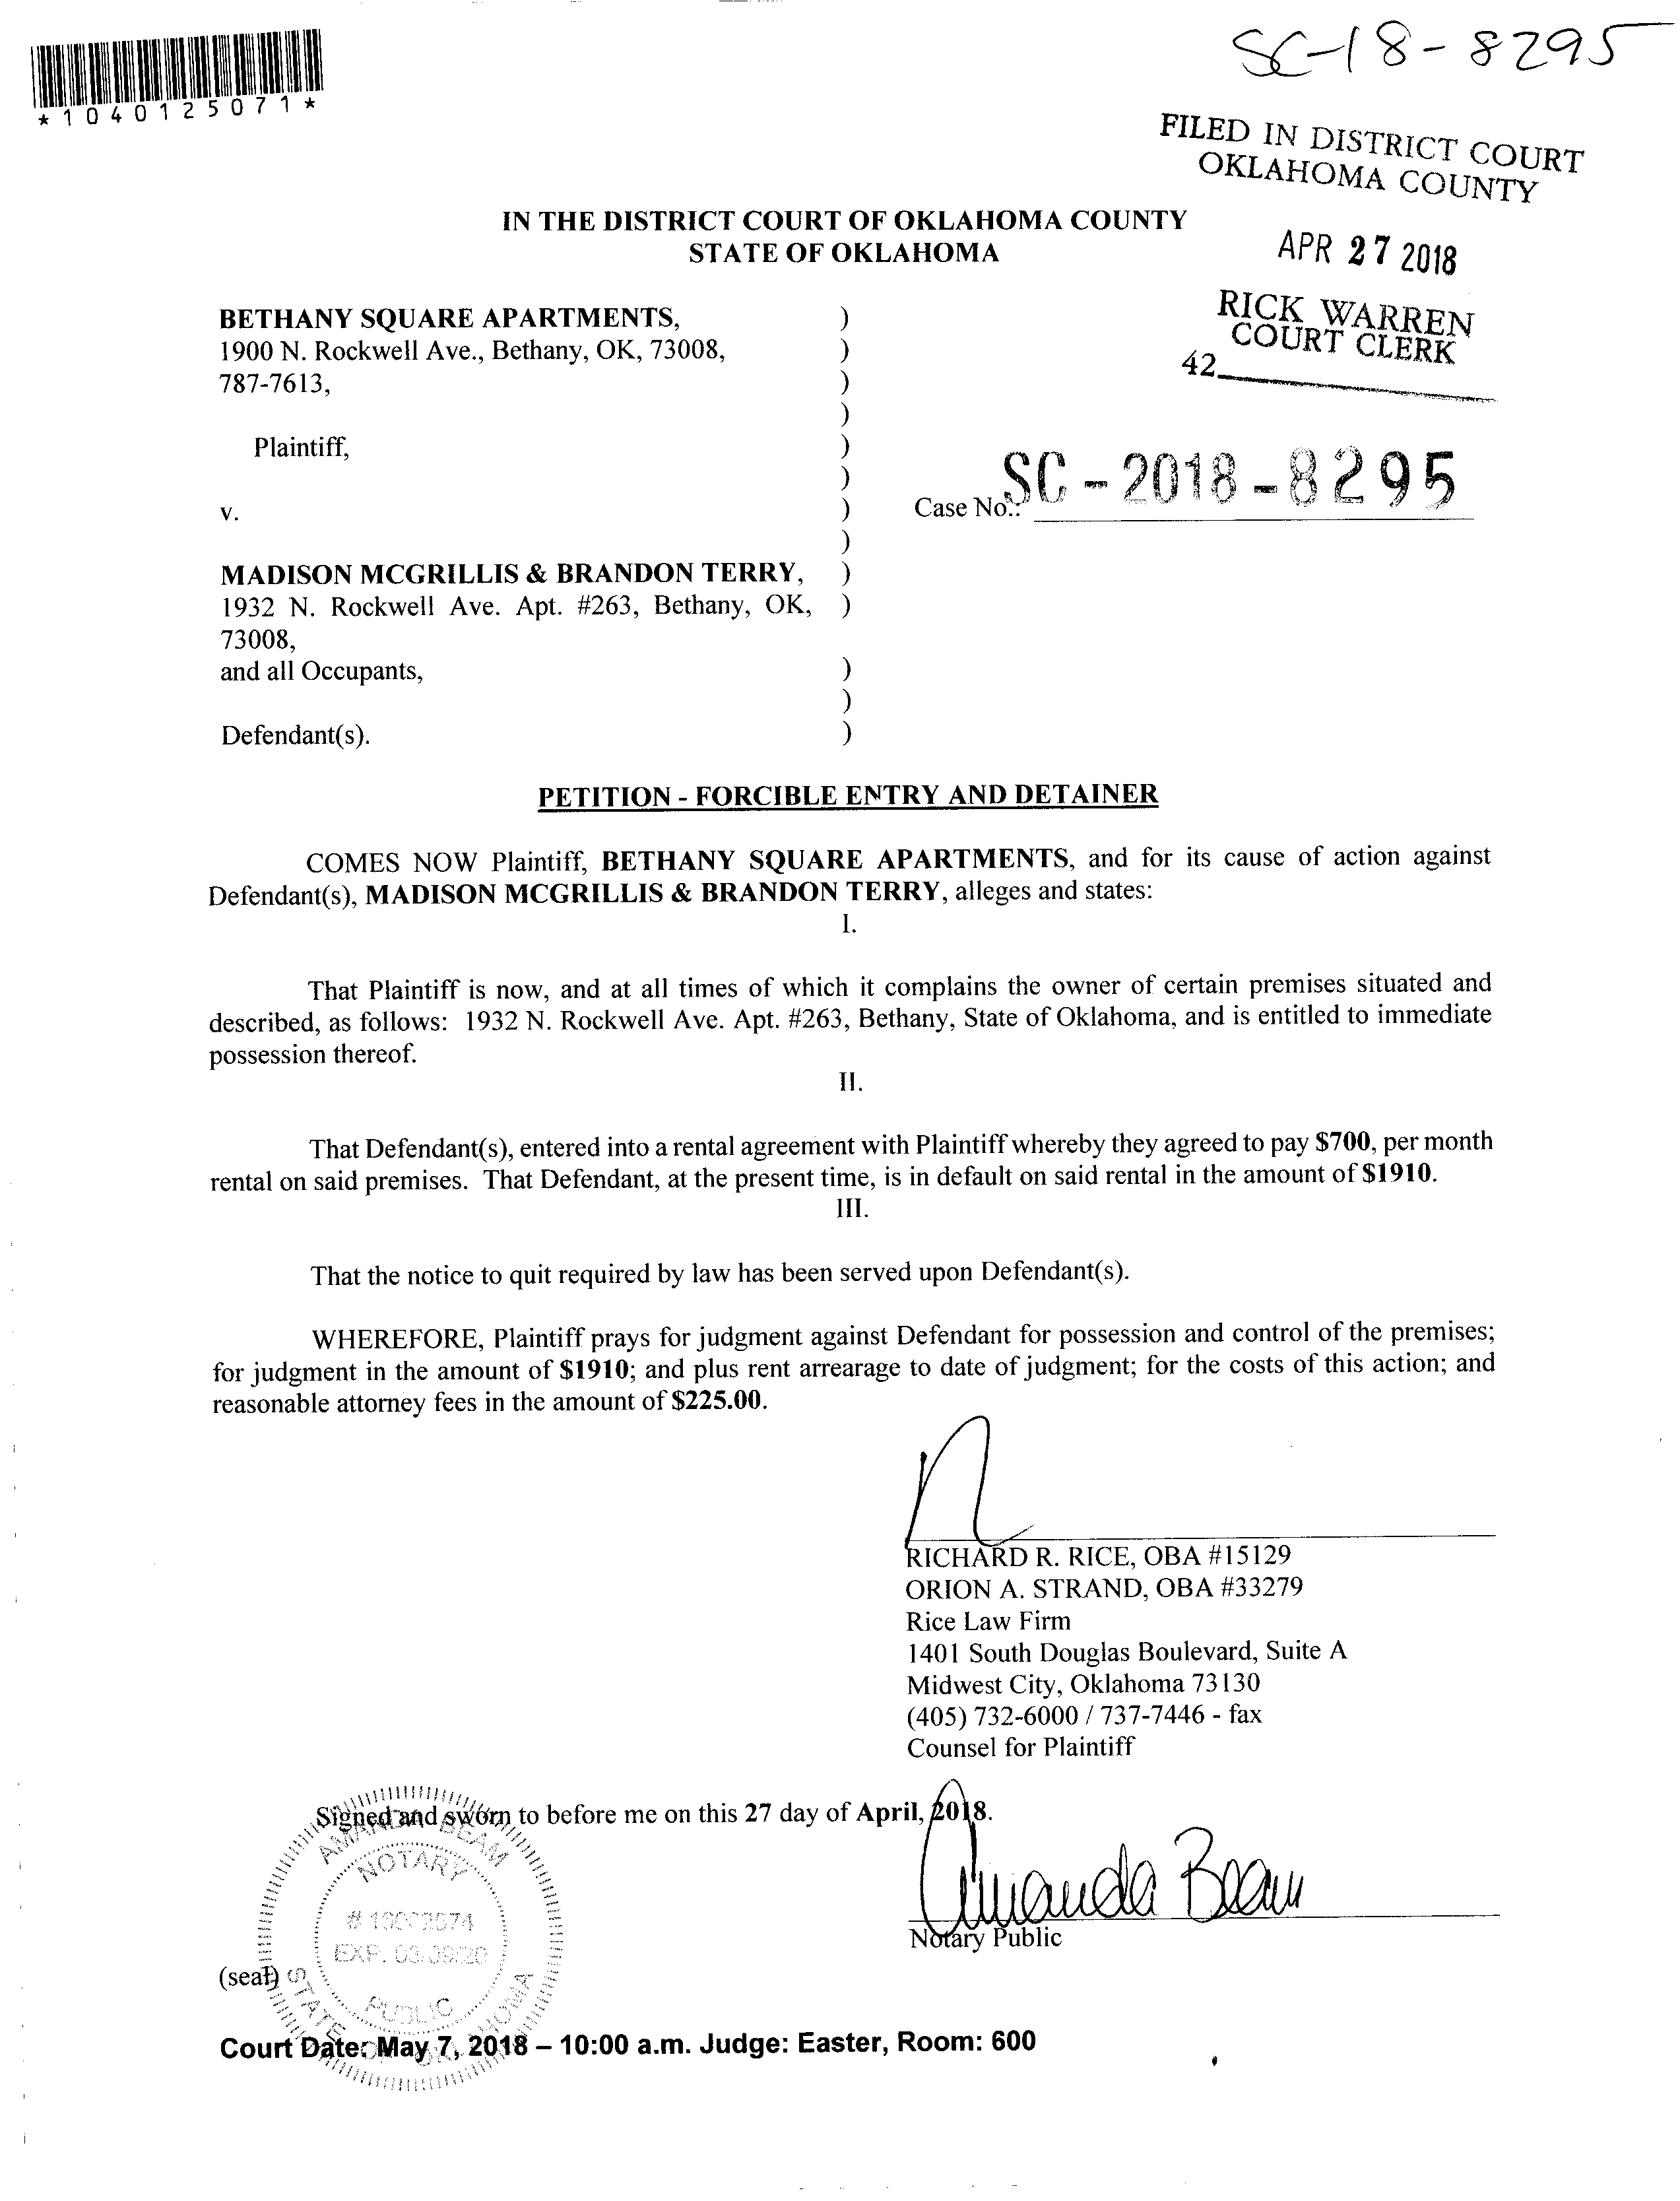 SC-18-8295
*1040125071*
FILED IN DISTRICT COURT
OKLAHOMA COUNTY
IN THE DISTRICT COURT OF OKLAHOMA COUNTY
STATE OF OKLAHOMA
APR 27 2018
RICK WARREN
COURT CLERK
42
BETHANY SQUARE APARTMENTS, )
1900 N. Rockwell Ave., Bethany, OK, 73008, )
787-7613, )
)
Plaintiff, )
)
v. )
Case No.: SC-2018-8295
)
MADISON MCGRILLIS & BRANDON TERRY, )
1932 N. Rockwell Ave. Apt. #263, Bethany, OK, )
73008,
and all Occupants, )
)
Defendant(s). )
PETITION - FORCIBLE ENTRY AND DETAINER
COMES NOW Plaintiff, BETHANY SQUARE APARTMENTS, and for its cause of action against
Defendant(s), MADISON MCGRILLIS & BRANDON TERRY, alleges and states:
I.
That Plaintiff is now, and at all times of which it complains the owner of certain premises situated and
described, as follows: 1932 N. Rockwell Ave. Apt. #263, Bethany, State of Oklahoma, and is entitled to immediate
possession thereof.
II.
That Defendant(s), entered into a rental agreement with Plaintiff whereby they agreed to pay $700, per month
rental on said premises. That Defendant, at the present time, is in default on said rental in the amount of $1910.
III.
That the notice to quit required by law has been served upon Defendant(s).
WHEREFORE, Plaintiff prays for judgment against Defendant for possession and control of the premises;
for judgment in the amount of $1910; and plus rent arrearage to date of judgment; for the costs of this action; and
reasonable attorney fees in the amount of $225.00.
RICHARD R. RICE, OBA #15129
ORION A. STRAND, OBA #33279
Rice Law Firm
1401 South Douglas Boulevard, Suite A
Midwest City, Oklahoma 73130
(405) 732-6000 / 737-7446 - fax
Counsel for Plaintiff
Signed and sworn to before me on this 27 day of April, 2018.
AMANDA BEAM
NOTARY
PUBLIC
STATE OF OKLAHOMA
Amanda Beam
Notary Public
(seal)
Court Date: May 7, 2018 – 10:00 a.m. Judge: Easter, Room: 600